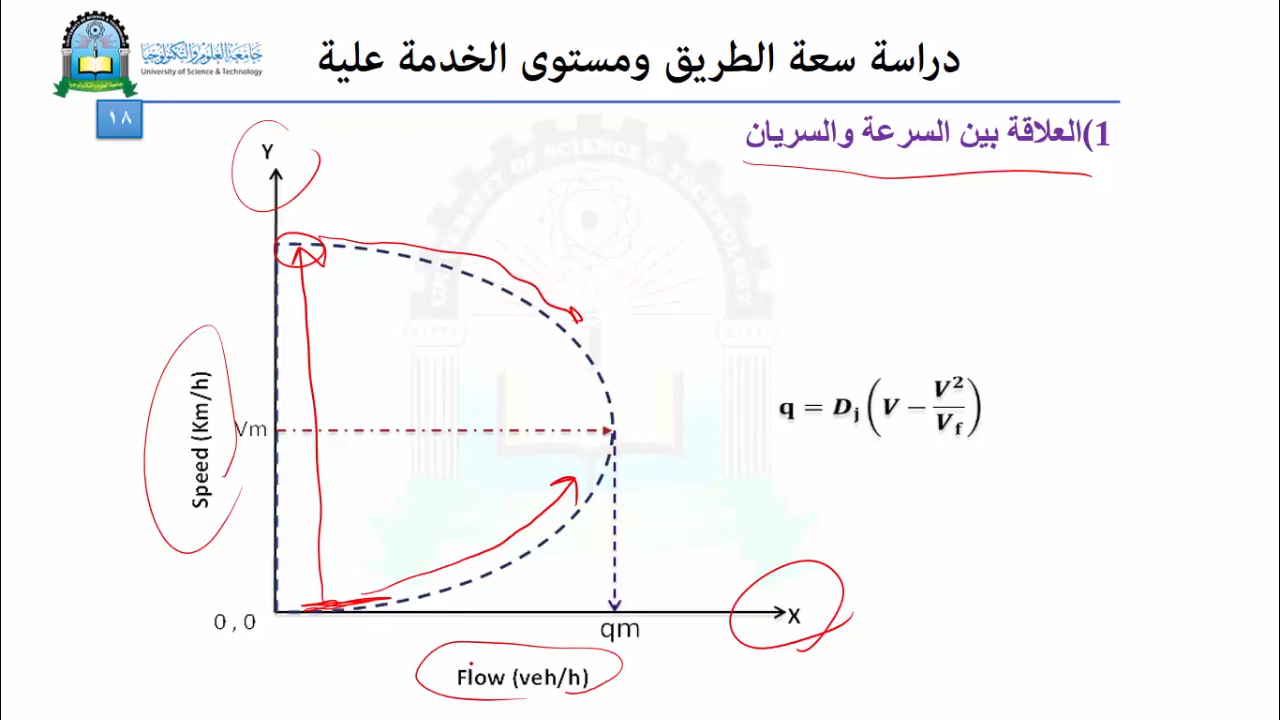 جامعة العلوم والتكنولوجيا
University of Science & Technology
دراسة سعة الطريق ومستوى الخدمة علية
١٨
1)العلاقة بين السرعة والسريان
Y
Speed (Km/h)
Vm
q = Dj (V − V²/Vf)
0 , 0
qm
X
Flow (veh/h)